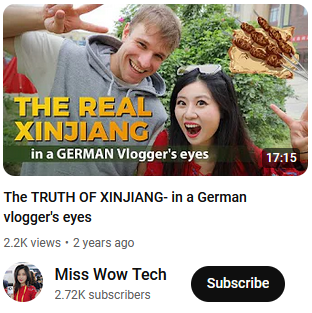 THE REAL
XINJIANG
in a GERMAN Vlogger's eyes
17:15
The TRUTH OF XINJIANG- in a German
vlogger's eyes
2.2K views • 2 years ago
Miss Wow Tech
2.72K subscribers
Subscribe